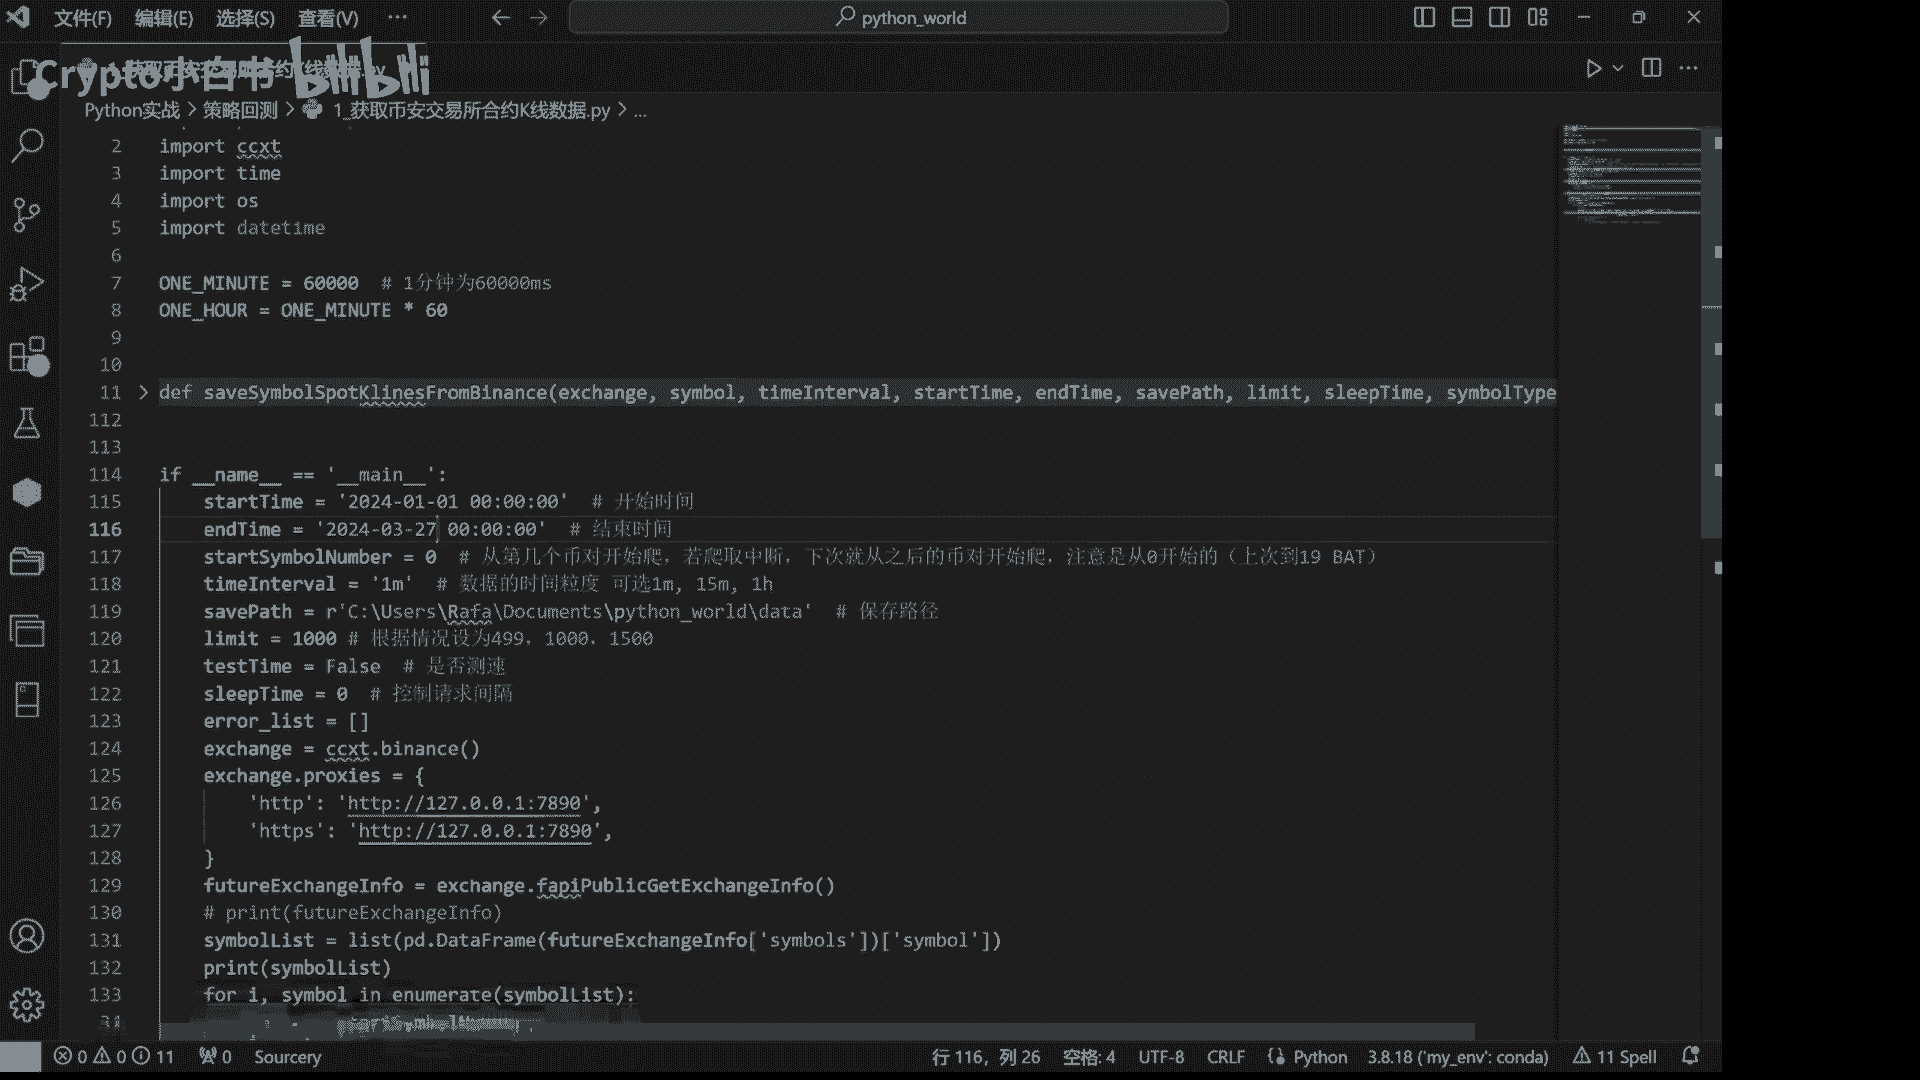 文件(F) 编辑(E) 选择(S) 查看(V) ··· python_world
Crypto小白书 bilibili
Python实战 > 策略回测 > 1_获取币安交易所合约K线数据.py > ...
2 import ccxt
3 import time
4 import os
5 import datetime
6
7 ONE_MINUTE = 60000  # 1分钟为60000ms
8 ONE_HOUR = ONE_MINUTE * 60
9
10
11 def saveSymbolSpotKlinesFromBinance(exchange, symbol, timeInterval, startTime, endTime, savePath, limit, sleepTime, symbolType
112
113
114 if __name__ == '__main__':
115     startTime = '2024-01-01 00:00:00'  # 开始时间
116     endTime = '2024-03-27 00:00:00'  # 结束时间
117     startSymbolNumber = 0  # 从第几个币对开始爬，若爬取中断，下次就从之后的币对开始爬，注意是从0开始的（上次到19 BAT）
118     timeInterval = '1m'  # 数据的时间粒度 可选1m, 15m, 1h
119     savePath = r'C:\Users\Rafa\Documents\python_world\data'  # 保存路径
120     limit = 1000 # 根据情况设为499，1000，1500
121     testTime = False  # 是否测速
122     sleepTime = 0  # 控制请求间隔
123     error_list = []
124     exchange = ccxt.binance()
125     exchange.proxies = {
126         'http': 'http://127.0.0.1:7890',
127         'https': 'http://127.0.0.1:7890',
128     }
129     futureExchangeInfo = exchange.fapiPublicGetExchangeInfo()
130     # print(futureExchangeInfo)
131     symbolList = list(pd.DataFrame(futureExchangeInfo['symbols'])['symbol'])
132     print(symbolList)
133     for i, symbol in enumerate(symbolList):
0 0 11 0 Sourcery 行 116，列 26 空格: 4 UTF-8 CRLF Python 3.8.18 ('my_env': conda) 11 Spell